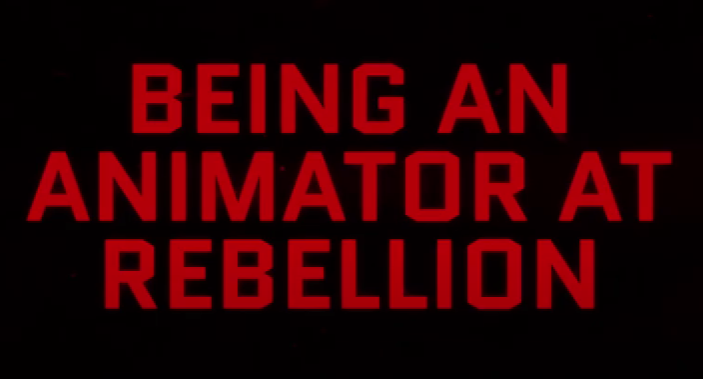 BEING AN
ANIMATOR AT
REBELLION